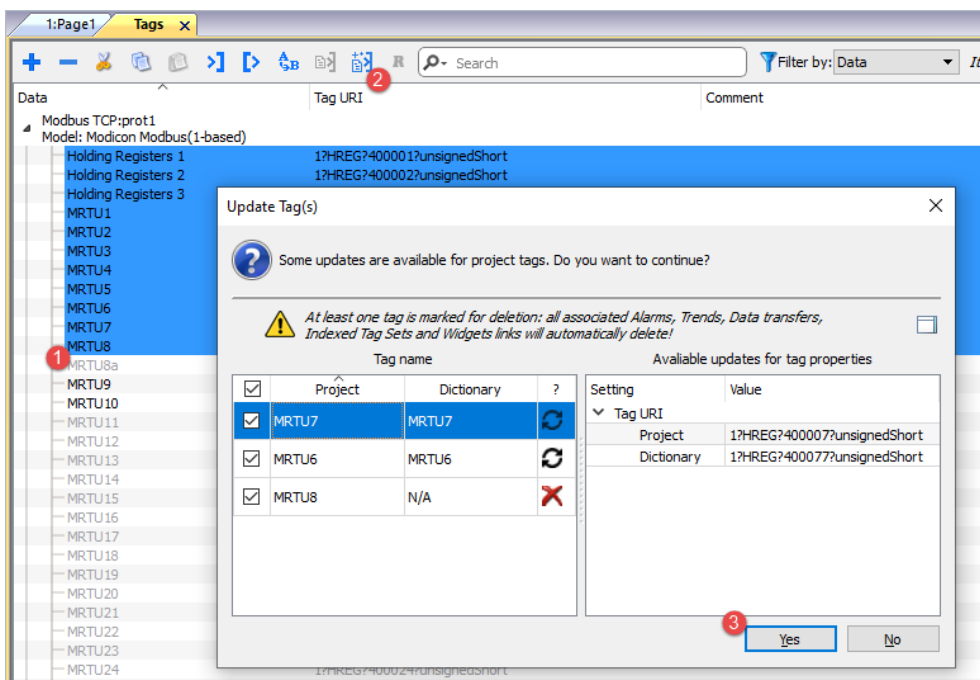 1:Page1 Tags
Search Filter by: Data It
2
Data Tag URI Comment
Modbus TCP:prot1
Model: Modicon Modbus(1-based)
Holding Registers 1 1?HREG?400001?unsignedShort
Holding Registers 2 1?HREG?400002?unsignedShort
Holding Registers 3
MRTU1
MRTU2
MRTU3
MRTU4
MRTU5
MRTU6
MRTU7
MRTU8
1
MRTU8a
MRTU9
MRTU10
MRTU11
MRTU12
MRTU13
MRTU14
MRTU15
MRTU16
MRTU17
MRTU18
MRTU19
MRTU20
MRTU21
MRTU22
MRTU23
MRTU24 1?HREG?400024?unsignedShort
Update Tag(s)
Some updates are available for project tags. Do you want to continue?
At least one tag is marked for deletion: all associated Alarms, Trends, Data transfers,
Indexed Tag Sets and Widgets links will automatically delete!
Tag name
Project Dictionary ?
MRTU7 MRTU7
MRTU6 MRTU6
MRTU8 N/A
Avaliable updates for tag properties
Setting Value
Tag URI
Project 1?HREG?400007?unsignedShort
Dictionary 1?HREG?400077?unsignedShort
3
Yes No